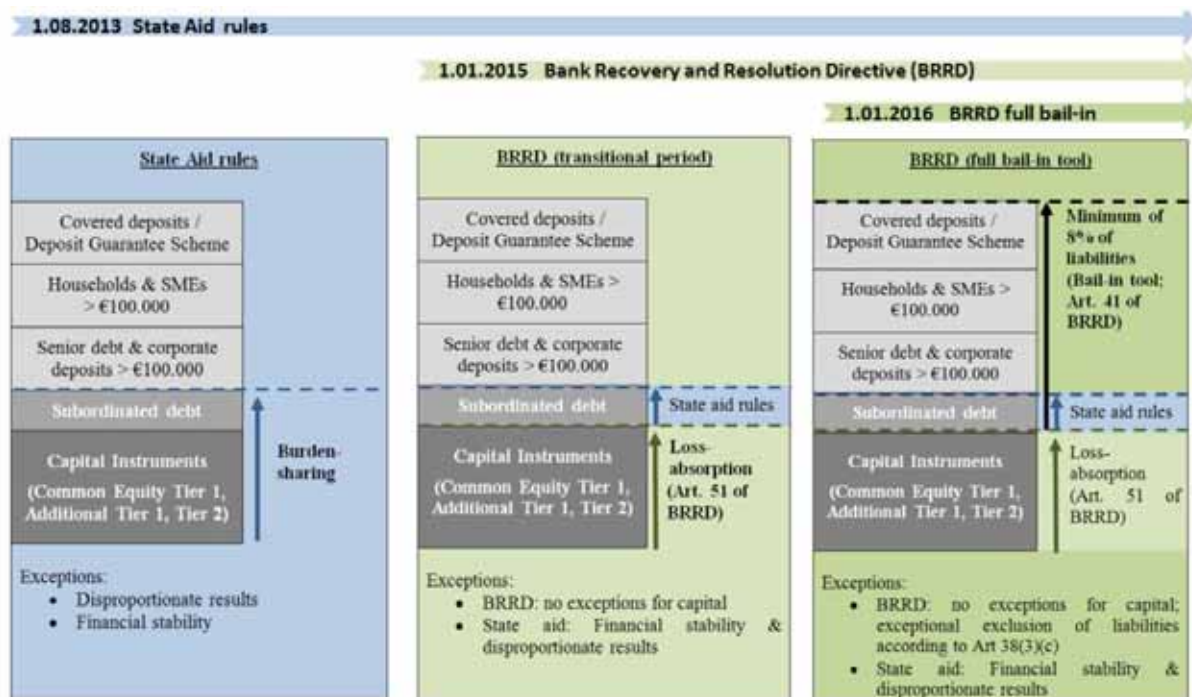 1.08.2013 State Aid rules
1.01.2015 Bank Recovery and Resolution Directive (BRRD)
1.01.2016 BRRD full bail-in
State Aid rules
Covered deposits /
Deposit Guarantee Scheme
Households & SMEs
> €100.000
Senior debt & corporate
deposits > €100.000
Subordinated debt
Capital Instruments
(Common Equity Tier 1,
Additional Tier 1, Tier 2)
Burden-
sharing
Exceptions:
• Disproportionate results
• Financial stability
BRRD (transitional period)
Covered deposits /
Deposit Guarantee Scheme
Households & SMEs >
€100.000
Senior debt & corporate
deposits > €100.000
Subordinated debt
State aid rules
Capital Instruments
(Common Equity Tier 1,
Additional Tier 1, Tier 2)
Loss-
absorption
(Art. 51 of
BRRD)
Exceptions:
• BRRD: no exceptions for capital
• State aid: Financial stability &
disproportionate results
BRRD (full bail-in tool)
Covered deposits /
Deposit Guarantee Scheme
Households & SMEs >
€100.000
Senior debt & corporate
deposits > €100.000
Subordinated debt
Minimum of
8% of
liabilities
(Bail-in tool;
Art. 41 of
BRRD)
State aid rules
Capital Instruments
(Common Equity Tier 1,
Additional Tier 1, Tier 2)
Loss-
absorption
(Art. 51 of
BRRD)
Exceptions:
• BRRD: no exceptions for capital;
exceptional exclusion of liabilities
according to Art 38(3)(c)
• State aid: Financial stability &
disproportionate results